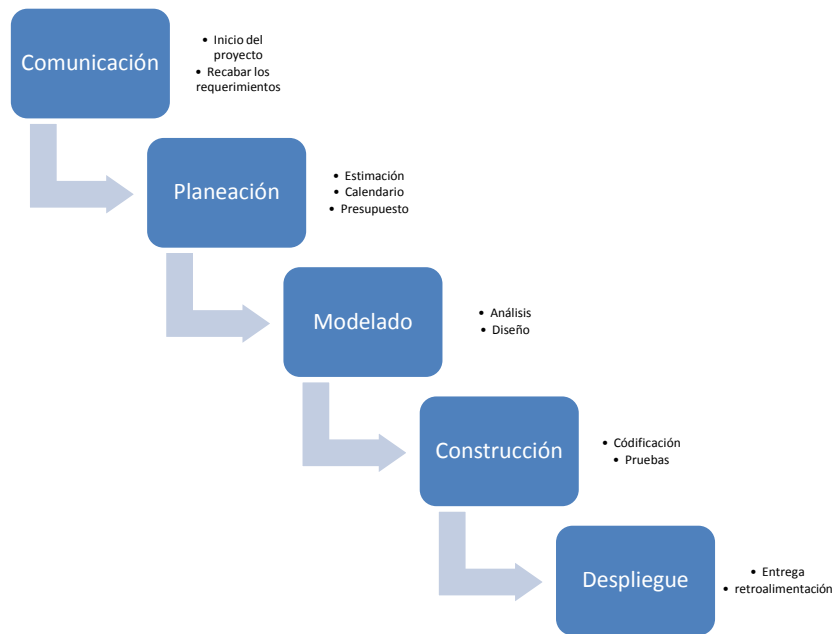 Comunicación
• Inicio del
proyecto
• Recabar los
requerimientos
Planeación
• Estimación
• Calendario
• Presupuesto
Modelado
• Análisis
• Diseño
Construcción
• Códificación
• Pruebas
Despliegue
• Entrega
• retroalimentación